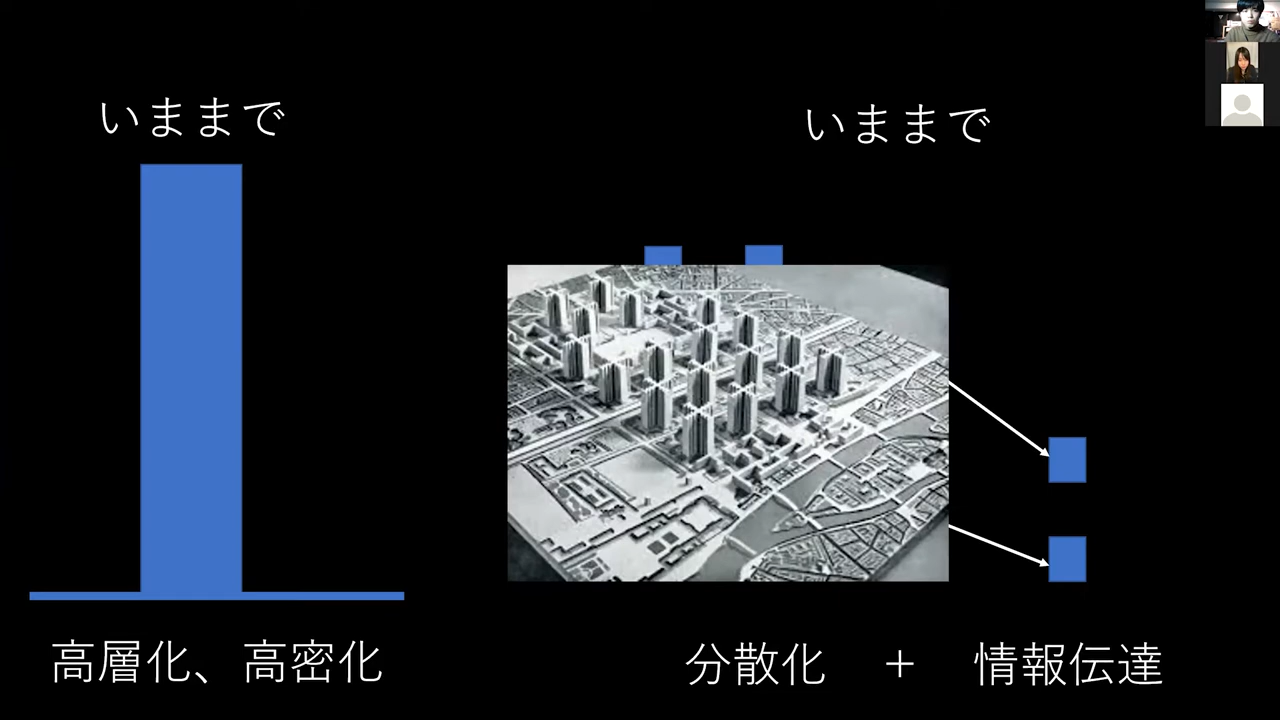 いままで
いままで
高層化、高密化
分散化 + 情報伝達